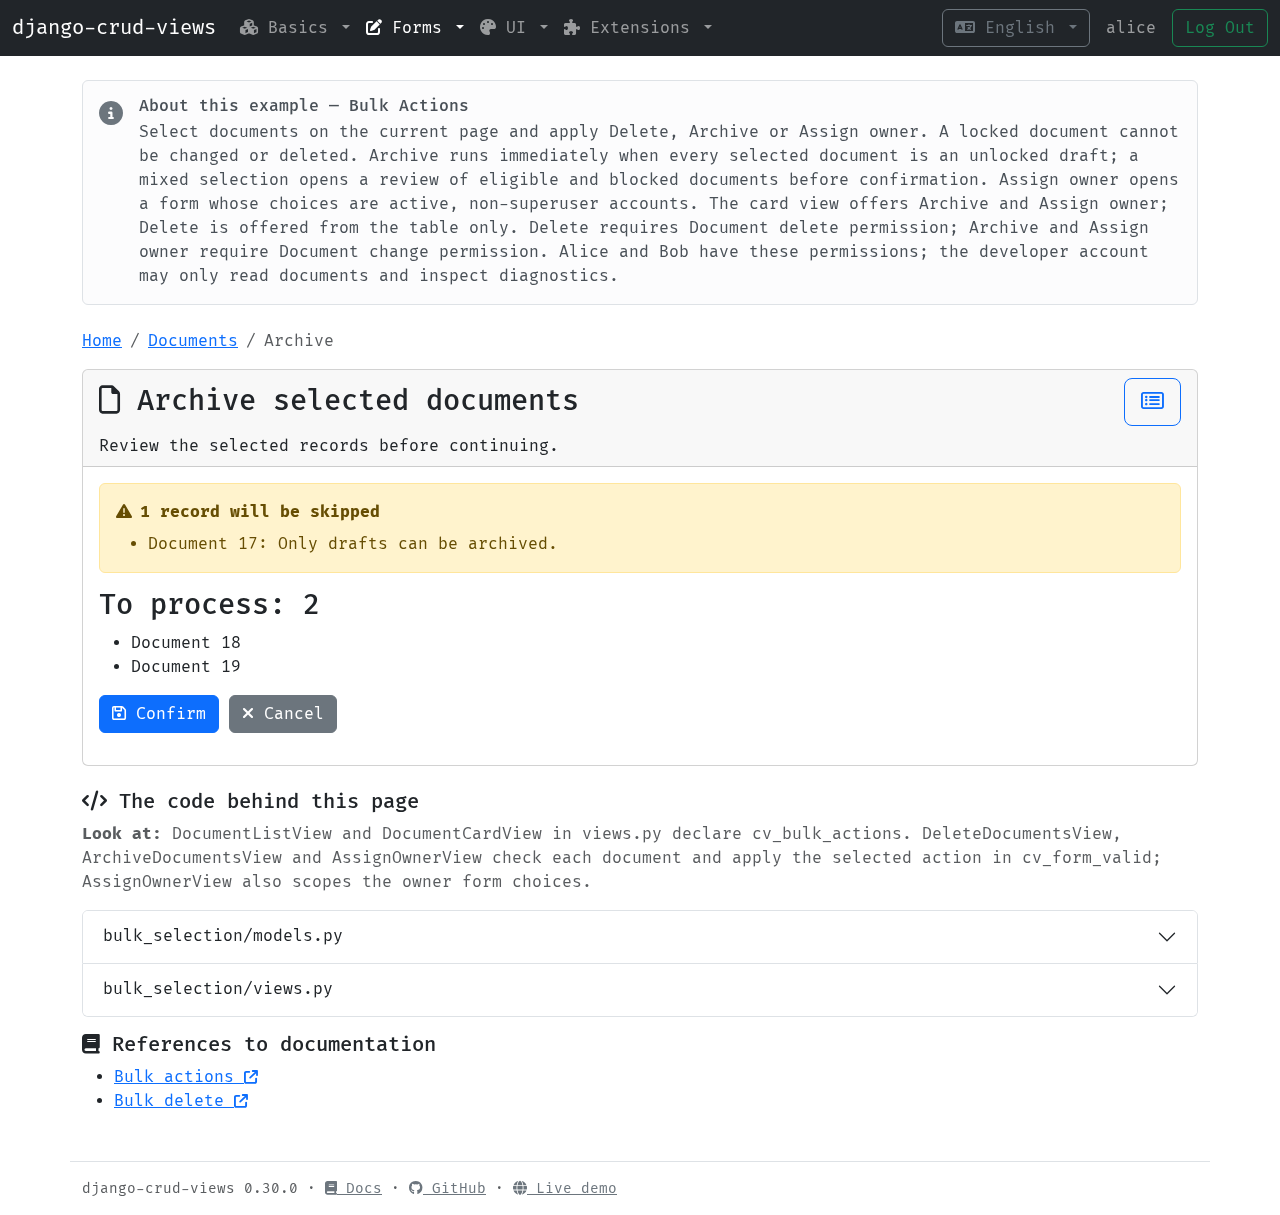 django-crud-views Basics Forms UI Extensions English alice Log Out
About this example — Bulk Actions
Select documents on the current page and apply Delete, Archive or Assign owner. A locked document cannot
be changed or deleted. Archive runs immediately when every selected document is an unlocked draft; a
mixed selection opens a review of eligible and blocked documents before confirmation. Assign owner opens
a form whose choices are active, non-superuser accounts. The card view offers Archive and Assign owner;
Delete is offered from the table only. Delete requires Document delete permission; Archive and Assign
owner require Document change permission. Alice and Bob have these permissions; the developer account
may only read documents and inspect diagnostics.
Home / Documents / Archive
Archive selected documents
Review the selected records before continuing.
1 record will be skipped
• Document 17: Only drafts can be archived.
To process: 2
• Document 18
• Document 19
Confirm Cancel
The code behind this page
Look at: DocumentListView and DocumentCardView in views.py declare cv_bulk_actions. DeleteDocumentsView,
ArchiveDocumentsView and AssignOwnerView check each document and apply the selected action in cv_form_valid;
AssignOwnerView also scopes the owner form choices.
bulk_selection/models.py
bulk_selection/views.py
References to documentation
• Bulk actions
• Bulk delete
django-crud-views 0.30.0 · Docs · GitHub · Live demo